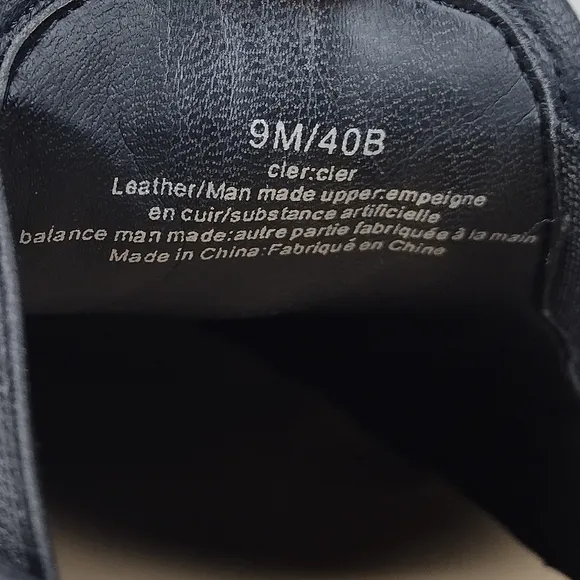 9M/40B
cler:cler
Leather/Man made upper:empeigne
en cuir/substance artificielle
balance man made:autre partie fabriquée à la main
Made in China:Fabriqué en Chine